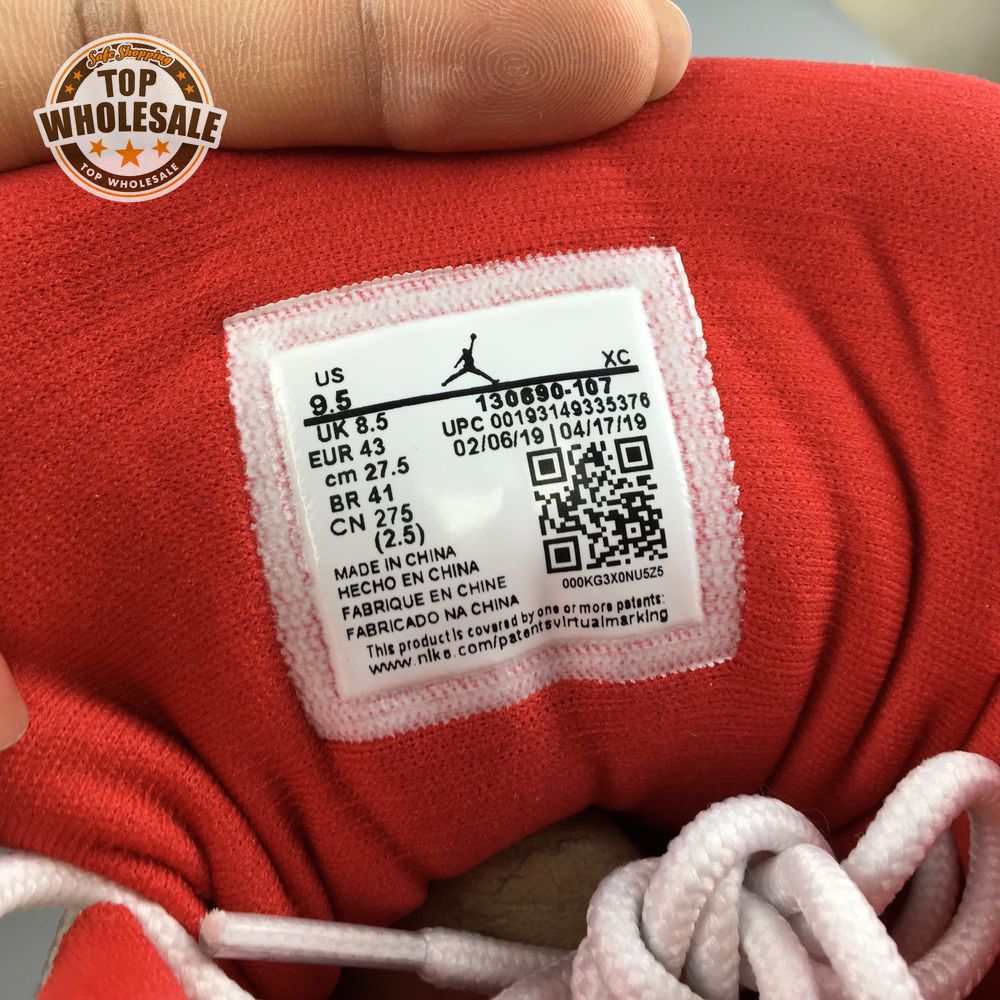 Safe Shopping
TOP
WHOLESALE
TOP WHOLESALE
US
XC
9.5
130690-107
UK 8.5
UPC 00193149335376
EUR 43
02/06/19 | 04/17/19
cm 27.5
BR 41
CN 275
(2.5)
000KG3X0NU5Z5
MADE IN CHINA
HECHO EN CHINA
FABRIQUE EN CHINE
FABRICADO NA CHINA
This product is covered by one or more patents:
www.nike.com/patentsvirtualmarking